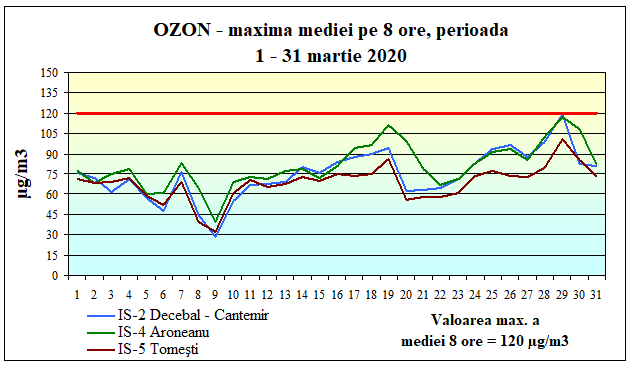 OZON - maxima mediei pe 8 ore, perioada
1 - 31 martie 2020
µg/m3
150
135
120
105
90
75
60
45
30
15
0
1 2 3 4 5 6 7 8 9 10 11 12 13 14 15 16 17 18 19 20 21 22 23 24 25 26 27 28 29 30 31
IS-2 Decebal - Cantemir
IS-4 Aroneanu
IS-5 Tomeşti
Valoarea max. a
mediei 8 ore = 120 µg/m3